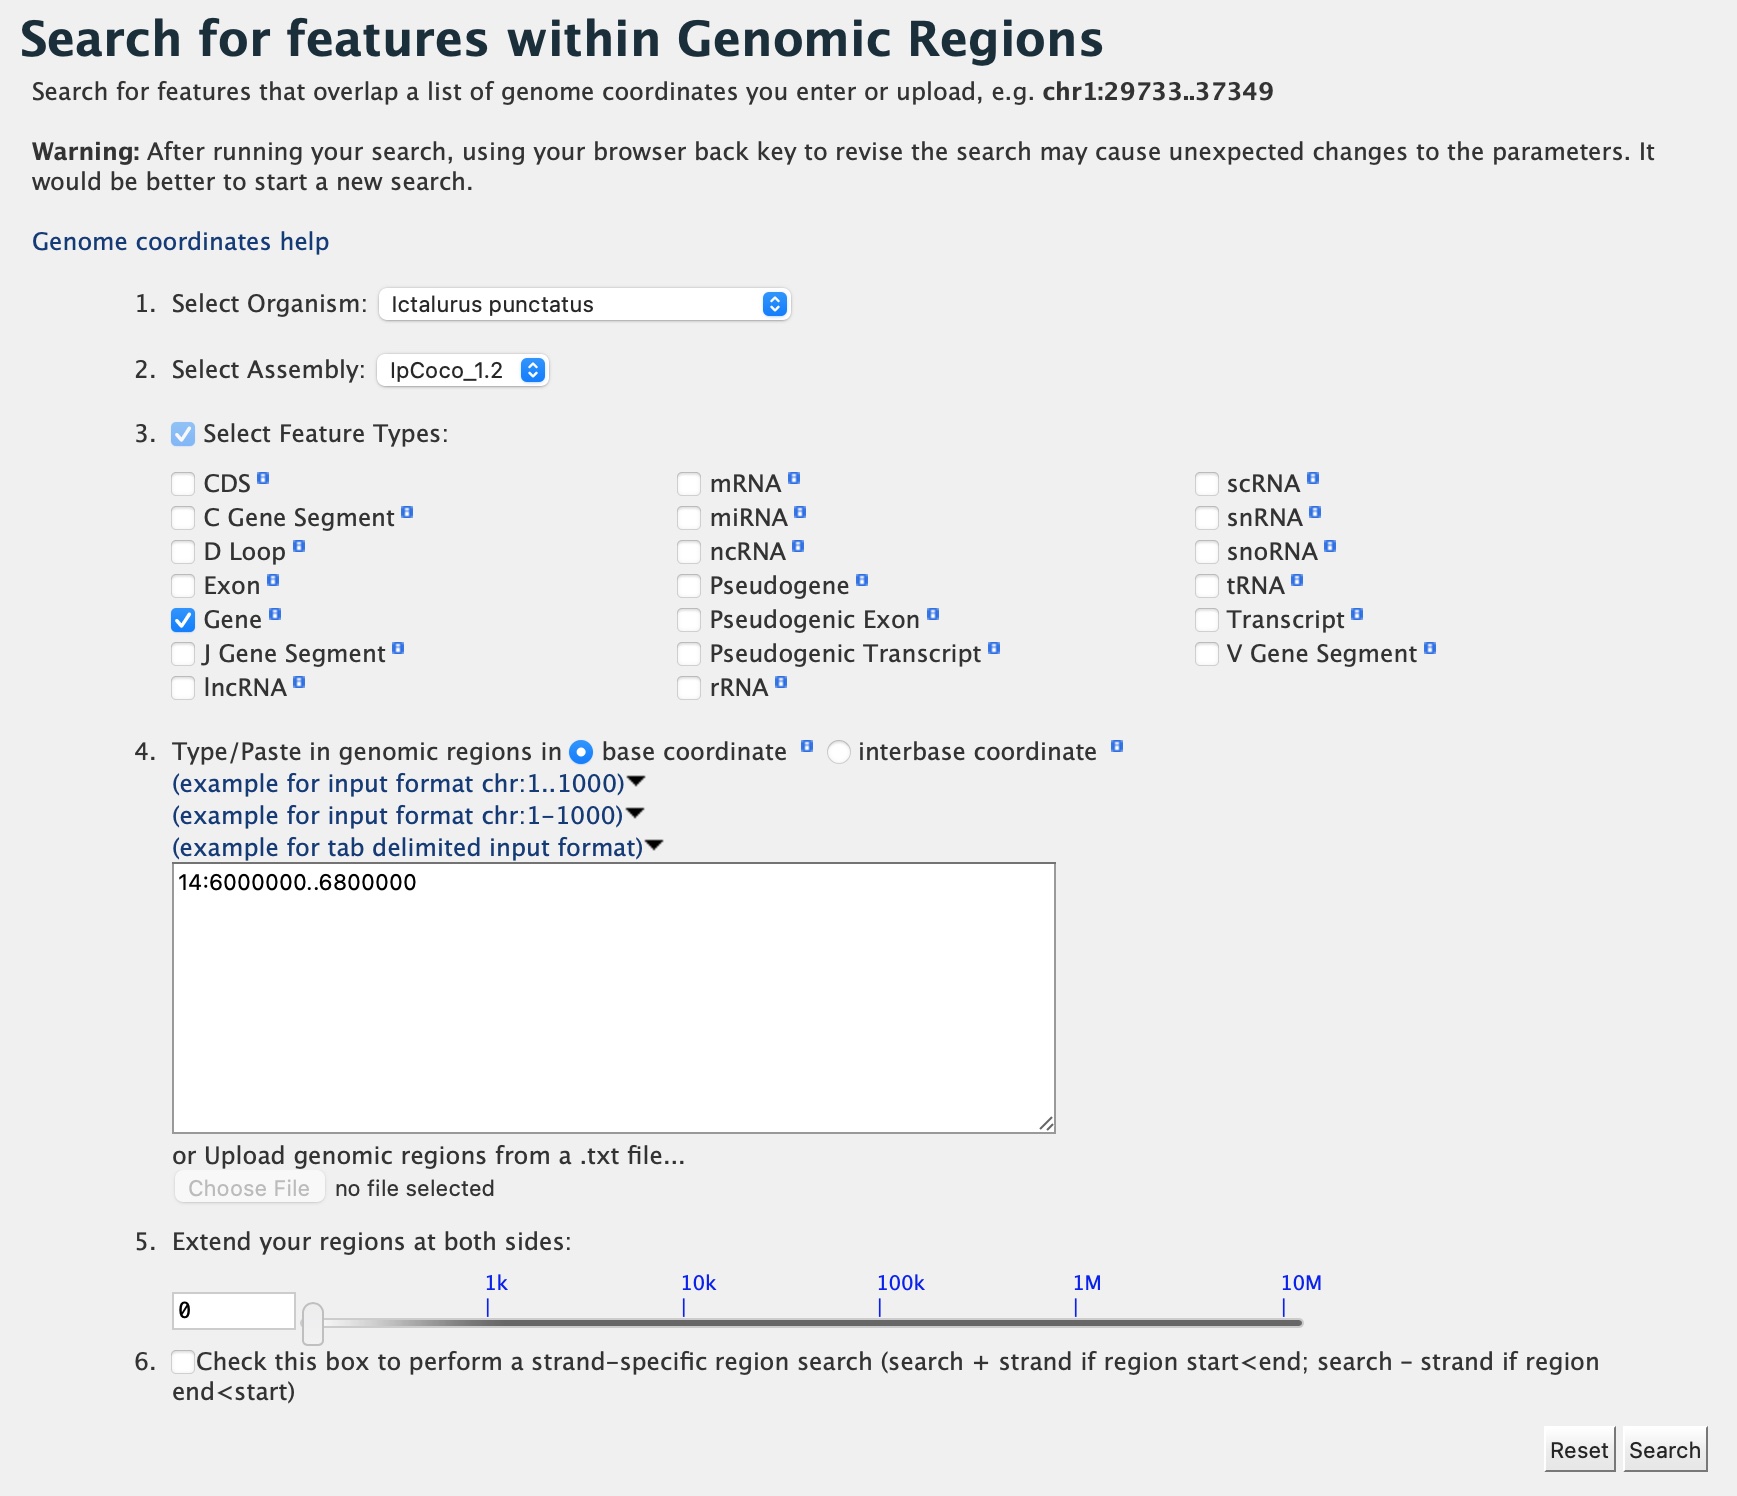 Search for features within Genomic Regions
Search for features that overlap a list of genome coordinates you enter or upload, e.g. chr1:29733..37349
Warning: After running your search, using your browser back key to revise the search may cause unexpected changes to the parameters. It
would be better to start a new search.
Genome coordinates help
1. Select Organism: Ictalurus punctatus
2. Select Assembly: IpCoco_1.2
3. Select Feature Types:
CDS mRNA scRNA
C Gene Segment miRNA snRNA
D Loop ncRNA snoRNA
Exon Pseudogene tRNA
Gene Pseudogenic Exon Transcript
J Gene Segment Pseudogenic Transcript V Gene Segment
lncRNA rRNA
4. Type/Paste in genomic regions in base coordinate interbase coordinate
(example for input format chr:1..1000)
(example for input format chr:1-1000)
(example for tab delimited input format)
14:6000000..6800000
or Upload genomic regions from a .txt file...
Choose File no file selected
5. Extend your regions at both sides:
1k 10k 100k 1M 10M
0
6. Check this box to perform a strand-specific region search (search + strand if region start<end; search - strand if region
end<start)
Reset Search